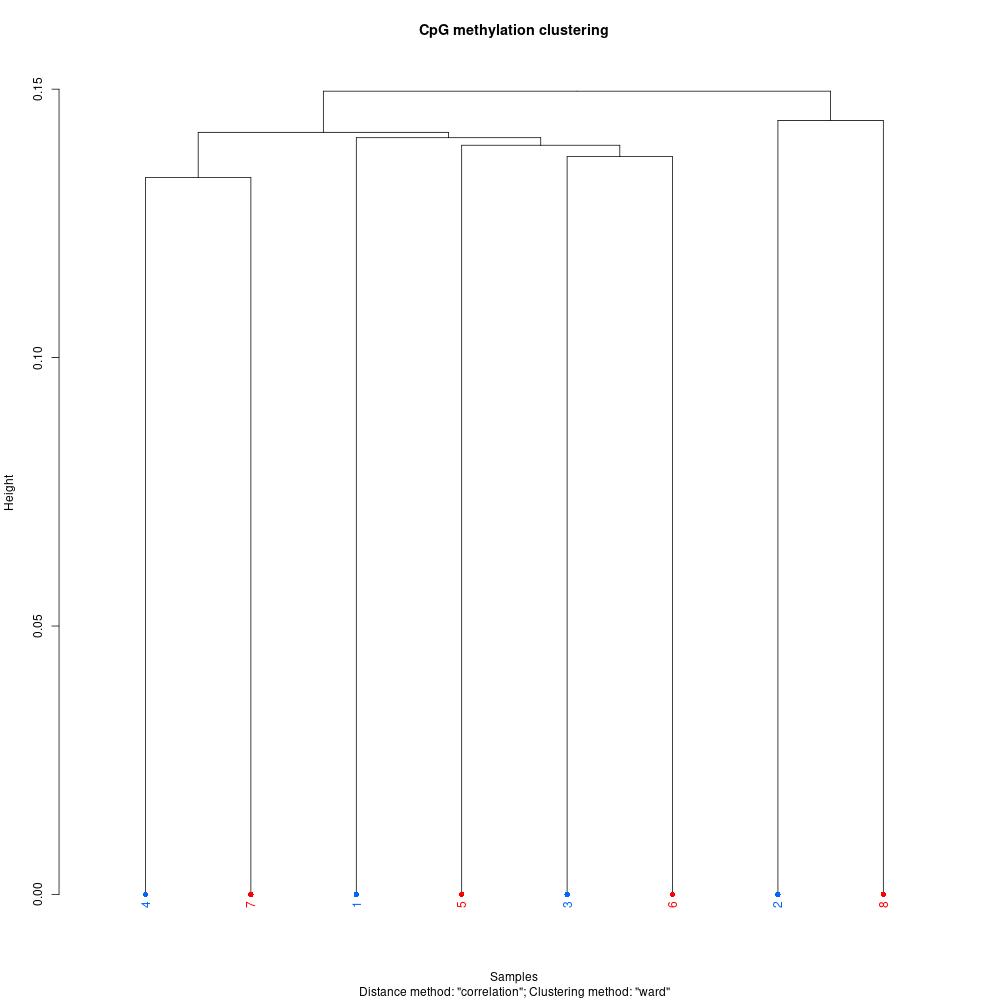 CpG methylation clustering
0.15
0.10
0.05
0.00
Height
4 7 1 5 3 6 2 8
Samples
Distance method: "correlation"; Clustering method: "ward"